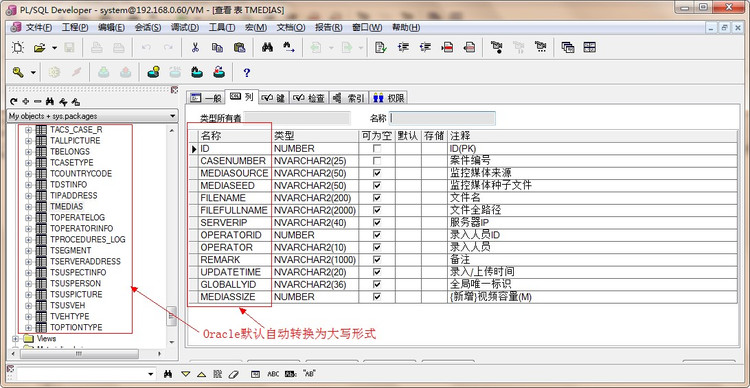 PL/SQL Developer - system@192.168.0.60/VM - [查看 表 TMEDIAS]
文件(F) 工程(P) 编辑(E) 会话(S) 调试(D) 工具(T) 宏(M) 文档(O) 报告(R) 窗口(W) 帮助(H)
My objects + sys.packages
TACS_CASE_R
TALLPICTURE
TBELONGS
TCASETYPE
TCOUNTRYCODE
TDSTINFO
TIPADDRESS
TMEDIAS
TOPERATELOG
TOPERATORINFO
TPROCEDURES_LOG
TSEGMENT
TSERVERADDRESS
TSUSPECTINFO
TSUSPERSON
TSUSPICTURE
TSUSVEH
TVEHTYPE
TOPTIONTYPE
Views
一般 列 键 检查 索引 权限
类型所有者 名称
名称 类型 可为空 默认 存储 注释
ID NUMBER ID(PK)
CASENUMBER NVARCHAR2(25) 案件编号
MEDIASOURCE NVARCHAR2(50) 监控媒体来源
MEDIASEED NVARCHAR2(50) 监控媒体种子文件
FILENAME NVARCHAR2(200) 文件名
FILEFULLNAME NVARCHAR2(2000) 文件全路径
SERVERIP NVARCHAR2(40) 服务器IP
OPERATORID NUMBER 录入人员ID
OPERATOR NVARCHAR2(10) 录入人员
REMARK NVARCHAR2(1000) 备注
UPDATETIME NVARCHAR2(20) 录入/上传时间
GLOBALLYID NVARCHAR2(36) 全局唯一标识
MEDIASSIZE NUMBER {新增}视频容量(M)
Oracle默认自动转换为大写形式
ABC "AB"